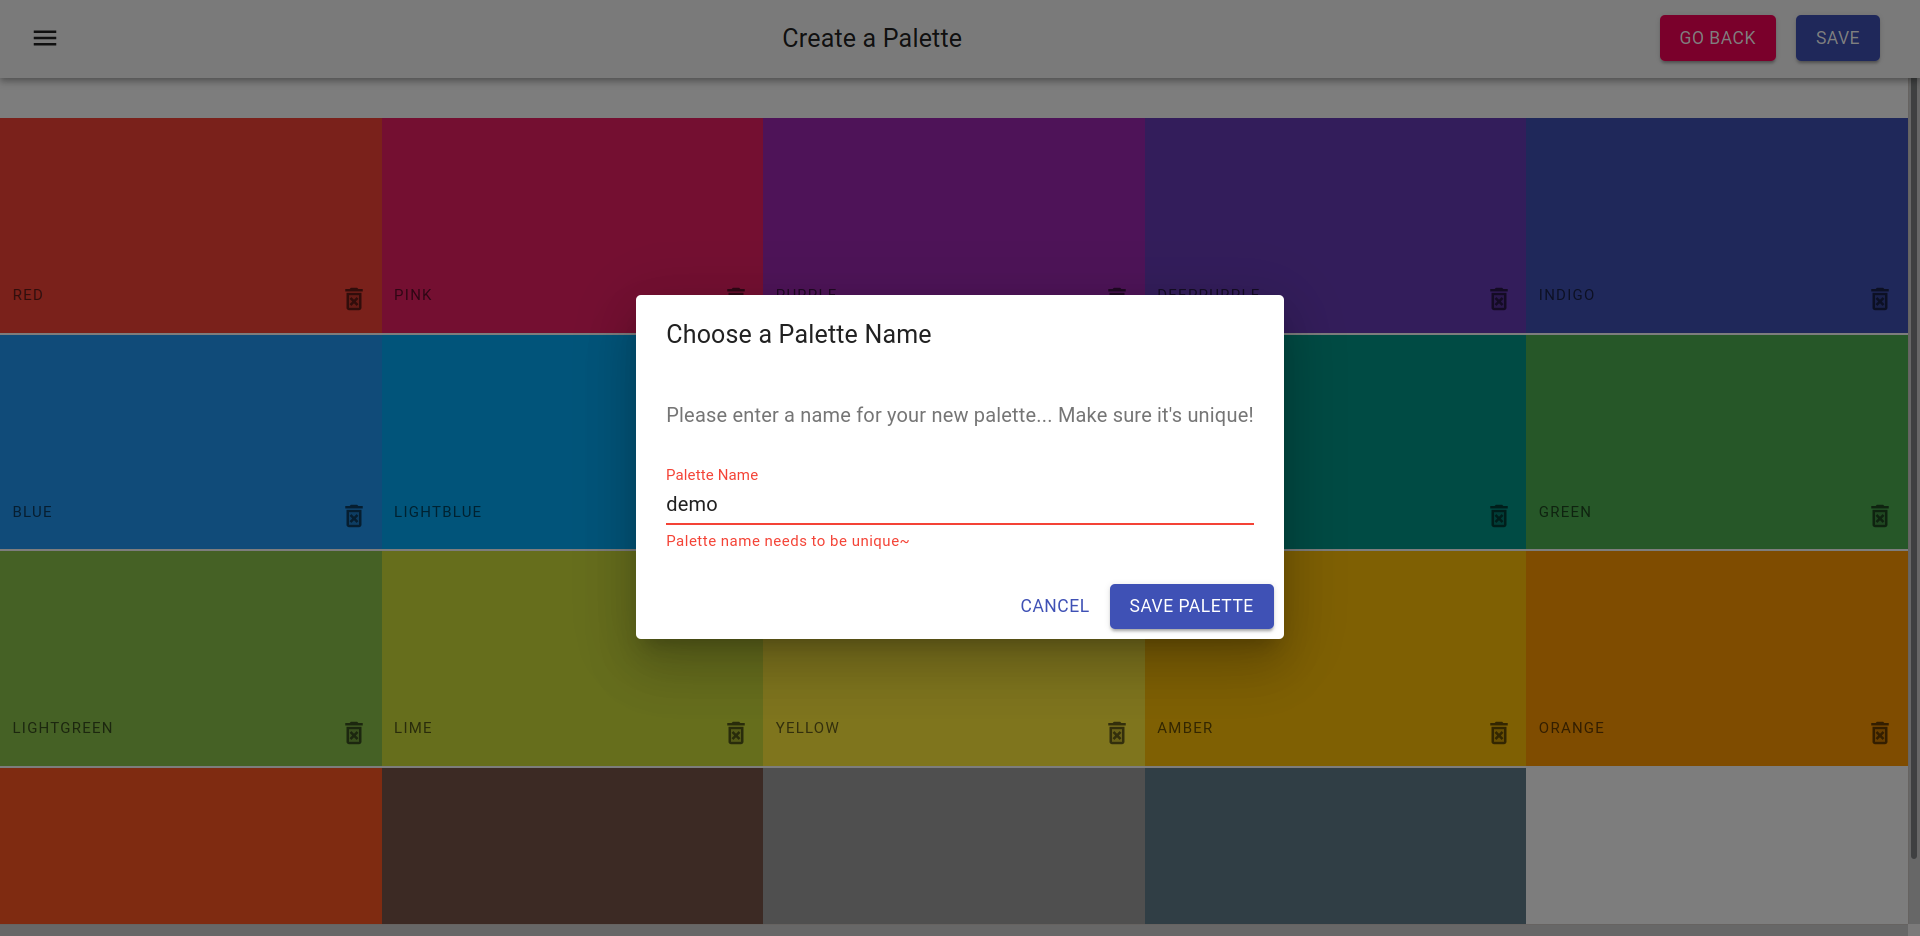 Create a Palette
GO BACK
SAVE
RED
PINK
PURPLE
DEEPPURPLE
INDIGO
Choose a Palette Name
Please enter a name for your new palette... Make sure it's unique!
Palette Name
demo
Palette name needs to be unique~
CANCEL
SAVE PALETTE
BLUE
LIGHTBLUE
GREEN
LIGHTGREEN
LIME
YELLOW
AMBER
ORANGE